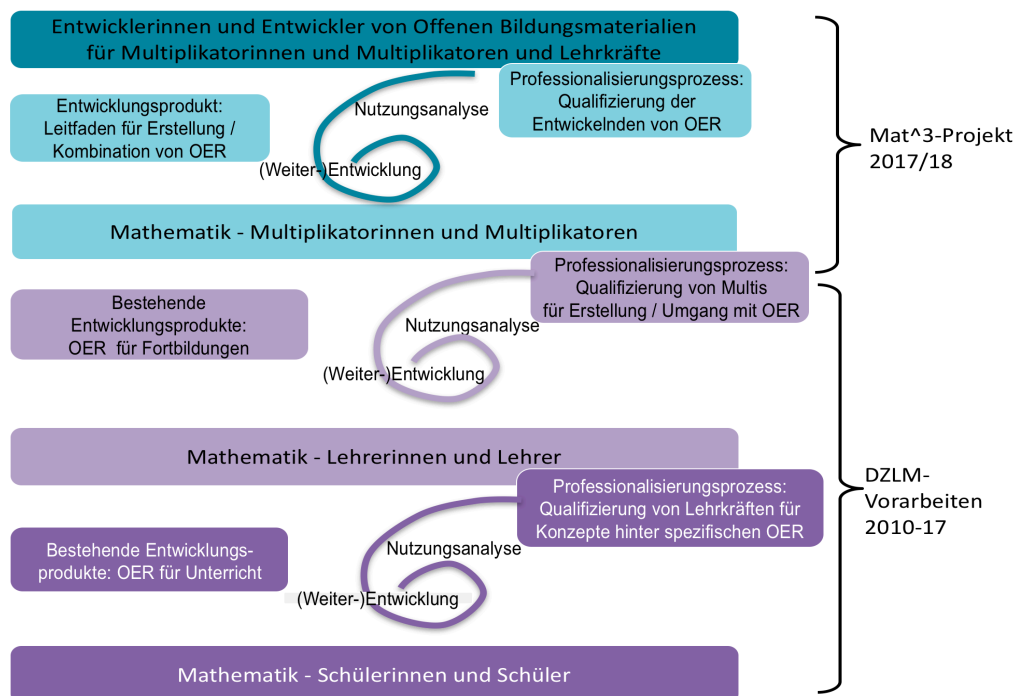 Entwicklerinnen und Entwickler von Offenen Bildungsmaterialien
für Multiplikatorinnen und Multiplikatoren und Lehrkräfte
Entwicklungsprodukt:
Leitfaden für Erstellung /
Kombination von OER
Nutzungsanalyse
(Weiter-)Entwicklung
Professionalisierungsprozess:
Qualifizierung der
Entwickelnden von OER
Mat^3-Projekt
2017/18
Mathematik - Multiplikatorinnen und Multiplikatoren
Bestehende
Entwicklungsprodukte:
OER für Fortbildungen
Nutzungsanalyse
(Weiter-)Entwicklung
Professionalisierungsprozess:
Qualifizierung von Multis
für Erstellung / Umgang mit OER
Mathematik - Lehrerinnen und Lehrer
Bestehende Entwicklungs-
produkte: OER für Unterricht
Nutzungsanalyse
(Weiter-)Entwicklung
Professionalisierungsprozess:
Qualifizierung von Lehrkräften für
Konzepte hinter spezifischen OER
DZLM-
Vorarbeiten
2010-17
Mathematik - Schülerinnen und Schüler